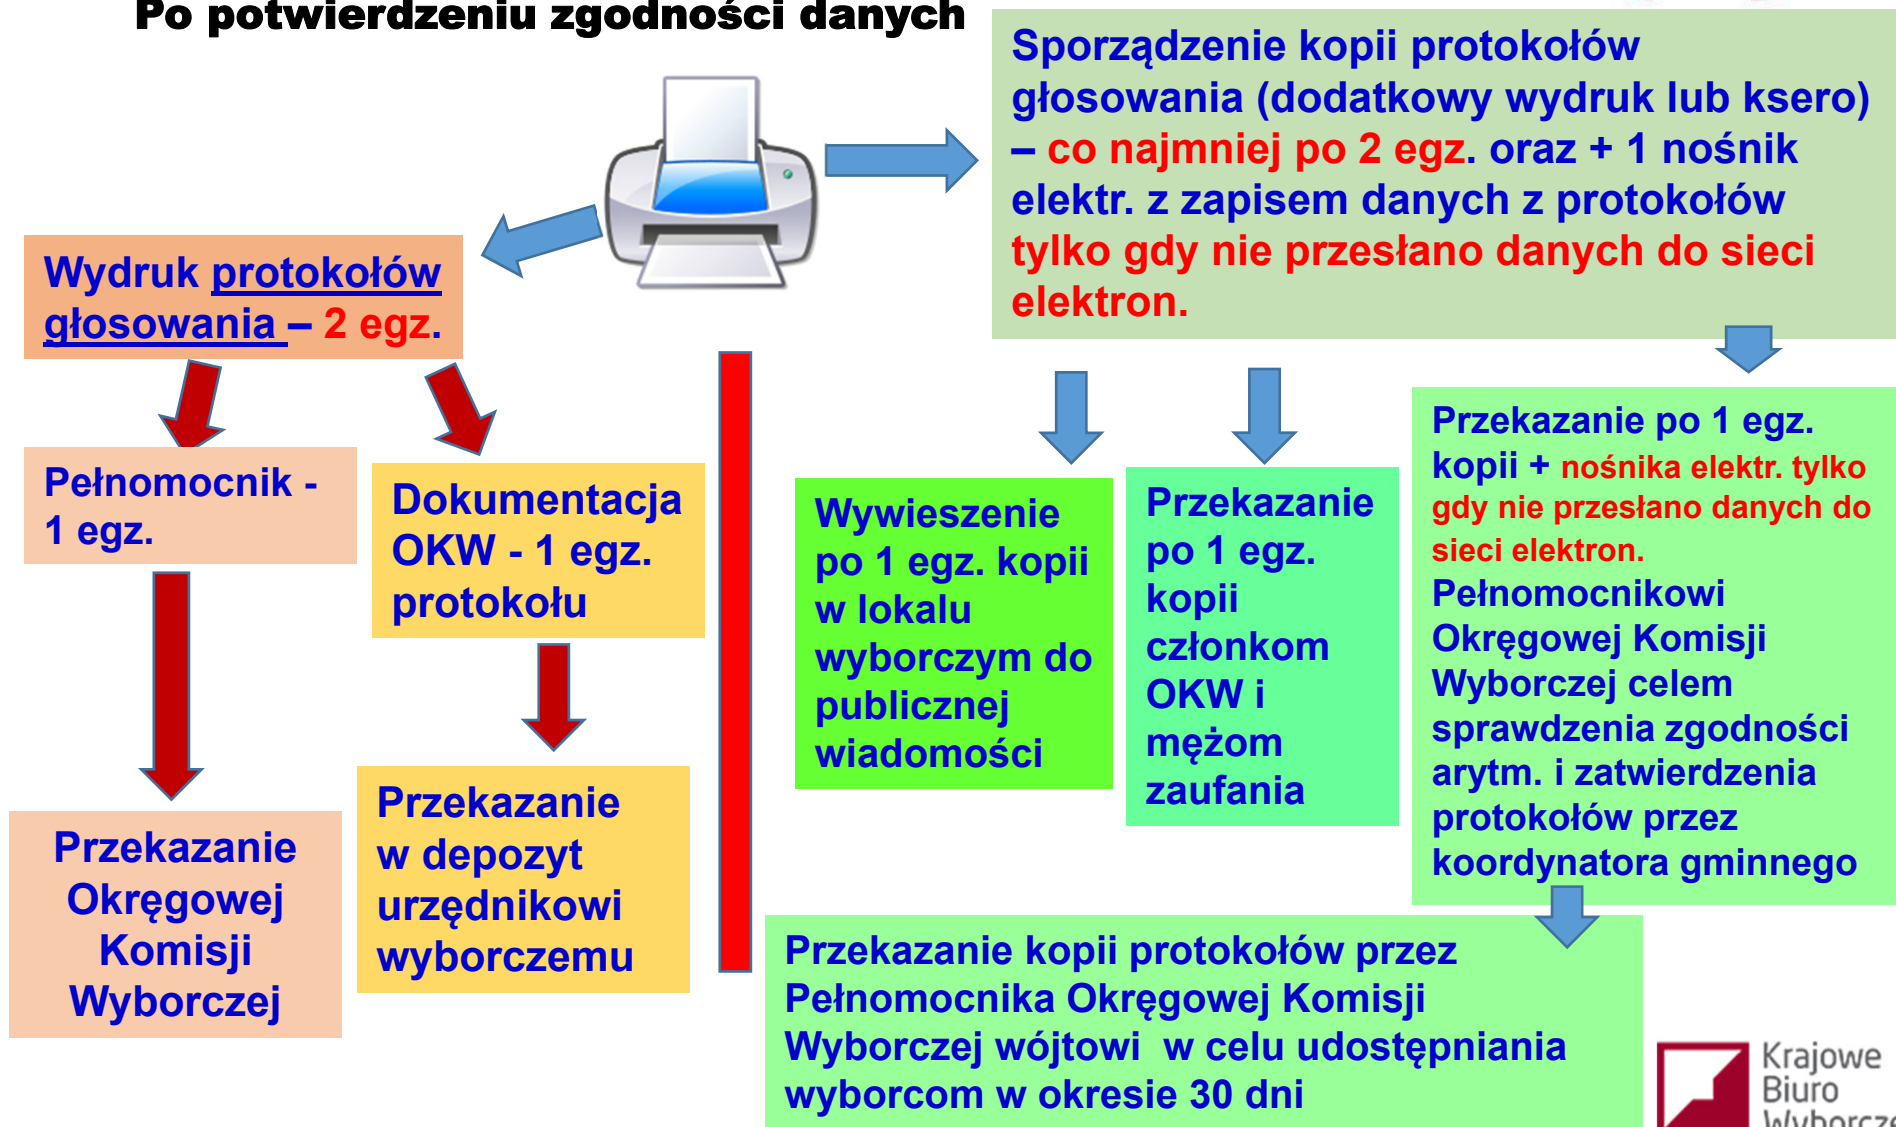 Po potwierdzeniu zgodności danych
Sporządzenie kopii protokołów
głosowania (dodatkowy wydruk lub ksero)
– co najmniej po 2 egz. oraz + 1 nośnik
elektr. z zapisem danych z protokołów
tylko gdy nie przesłano danych do sieci
elektron.
Wydruk protokołów
głosowania – 2 egz.
Pełnomocnik -
1 egz.
Dokumentacja
OKW - 1 egz.
protokołu
Przekazanie
Okręgowej
Komisji
Wyborczej
Przekazanie
w depozyt
urzędnikowi
wyborczemu
Wywieszenie
po 1 egz. kopii
w lokalu
wyborczym do
publicznej
wiadomości
Przekazanie
po 1 egz.
kopii
członkom
OKW i
mężom
zaufania
Przekazanie po 1 egz.
kopii + nośnika elektr. tylko
gdy nie przesłano danych do
sieci elektron.
Pełnomocnikowi
Okręgowej Komisji
Wyborczej celem
sprawdzenia zgodności
arytm. i zatwierdzenia
protokołów przez
koordynatora gminnego
Przekazanie kopii protokołów przez
Pełnomocnika Okręgowej Komisji
Wyborczej wójtowi w celu udostępniania
wyborcom w okresie 30 dni
Krajowe
Biuro